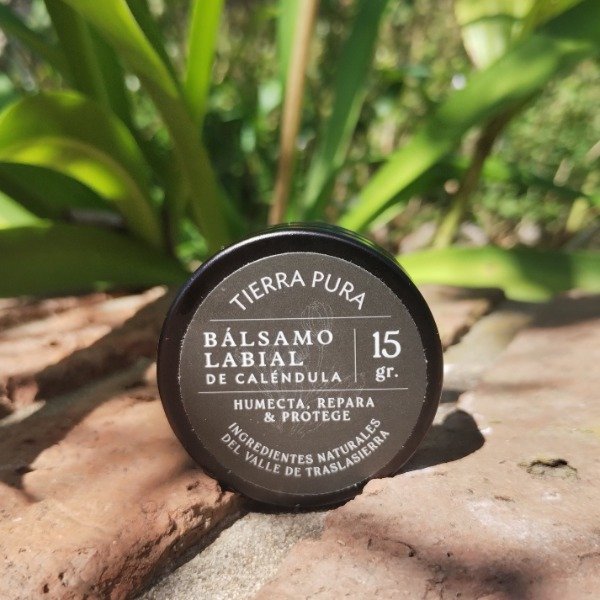 TIERRA PURA
BÁLSAMO
LABIAL
DE CALÉNDULA
15
gr.
HUMECTA, REPARA
& PROTEGE
INGREDIENTES NATURALES
DEL VALLE DE TRASLASIERRA